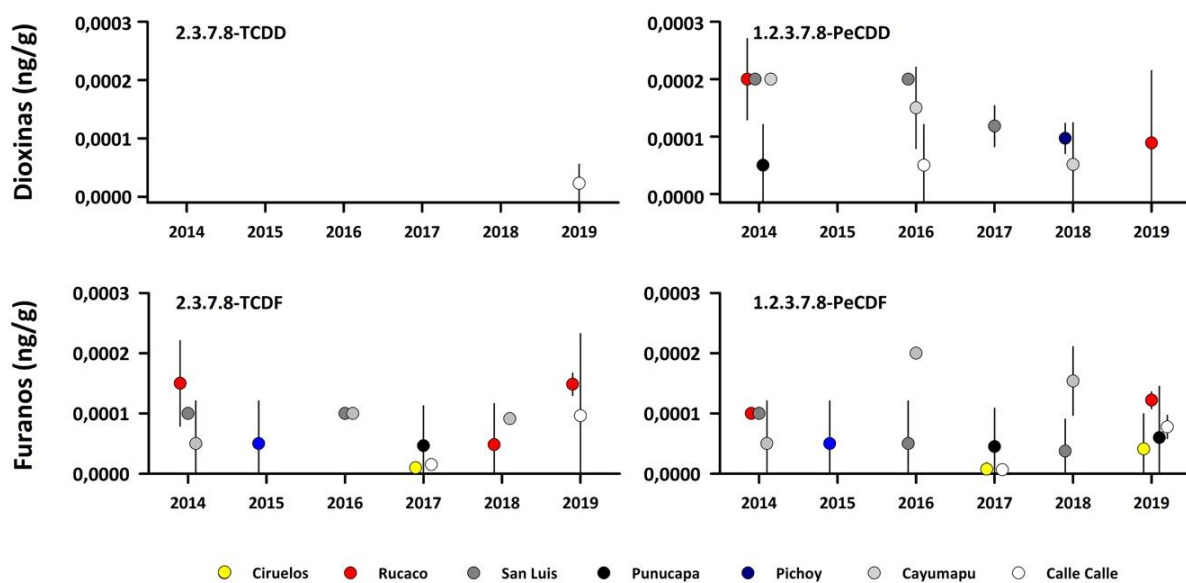 Dioxinas (ng/g)
2.3.7.8-TCDD
0,0003
0,0002
0,0001
0,0000
2014 2015 2016 2017 2018 2019
1.2.3.7.8-PeCDD
0,0003
0,0002
0,0001
0,0000
2014 2015 2016 2017 2018 2019
Furanos (ng/g)
2.3.7.8-TCDF
0,0003
0,0002
0,0001
0,0000
2014 2015 2016 2017 2018 2019
1.2.3.7.8-PeCDF
0,0003
0,0002
0,0001
0,0000
2014 2015 2016 2017 2018 2019
Ciruelos Rucaco San Luis Punucapa Pichoy Cayumapu Calle Calle